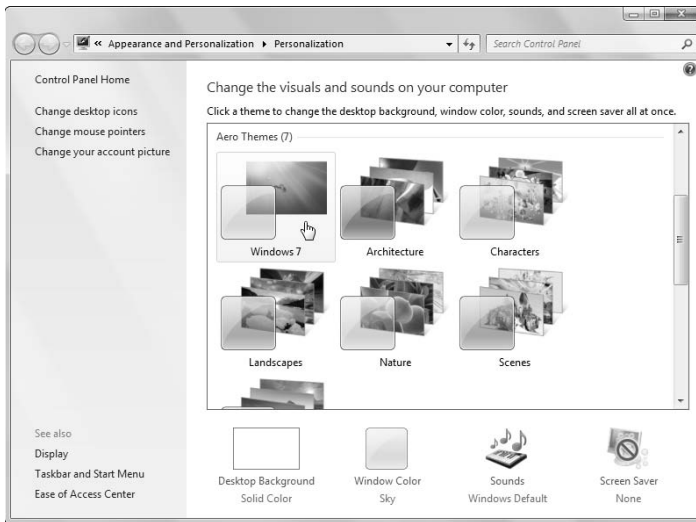 « Appearance and Personalization ▸ Personalization
Search Control Panel
Control Panel Home
Change desktop icons
Change mouse pointers
Change your account picture
Change the visuals and sounds on your computer
Click a theme to change the desktop background, window color, sounds, and screen saver all at once.
Aero Themes (7)
Windows 7
Architecture
Characters
Landscapes
Nature
Scenes
See also
Display
Taskbar and Start Menu
Ease of Access Center
Desktop Background
Solid Color
Window Color
Sky
Sounds
Windows Default
Screen Saver
None